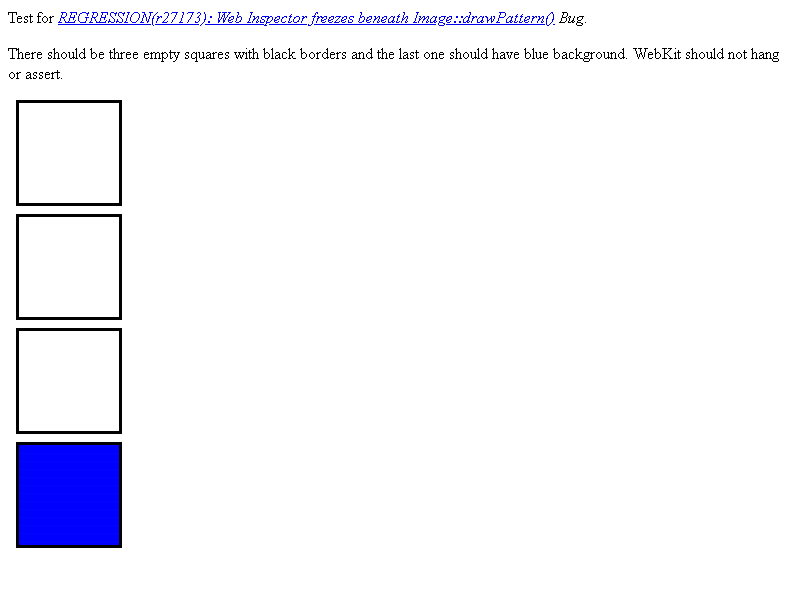 Test for REGRESSION(r27173): Web Inspector freezes beneath Image::drawPattern() Bug.
There should be three empty squares with black borders and the last one should have blue background. WebKit should not hang
or assert.